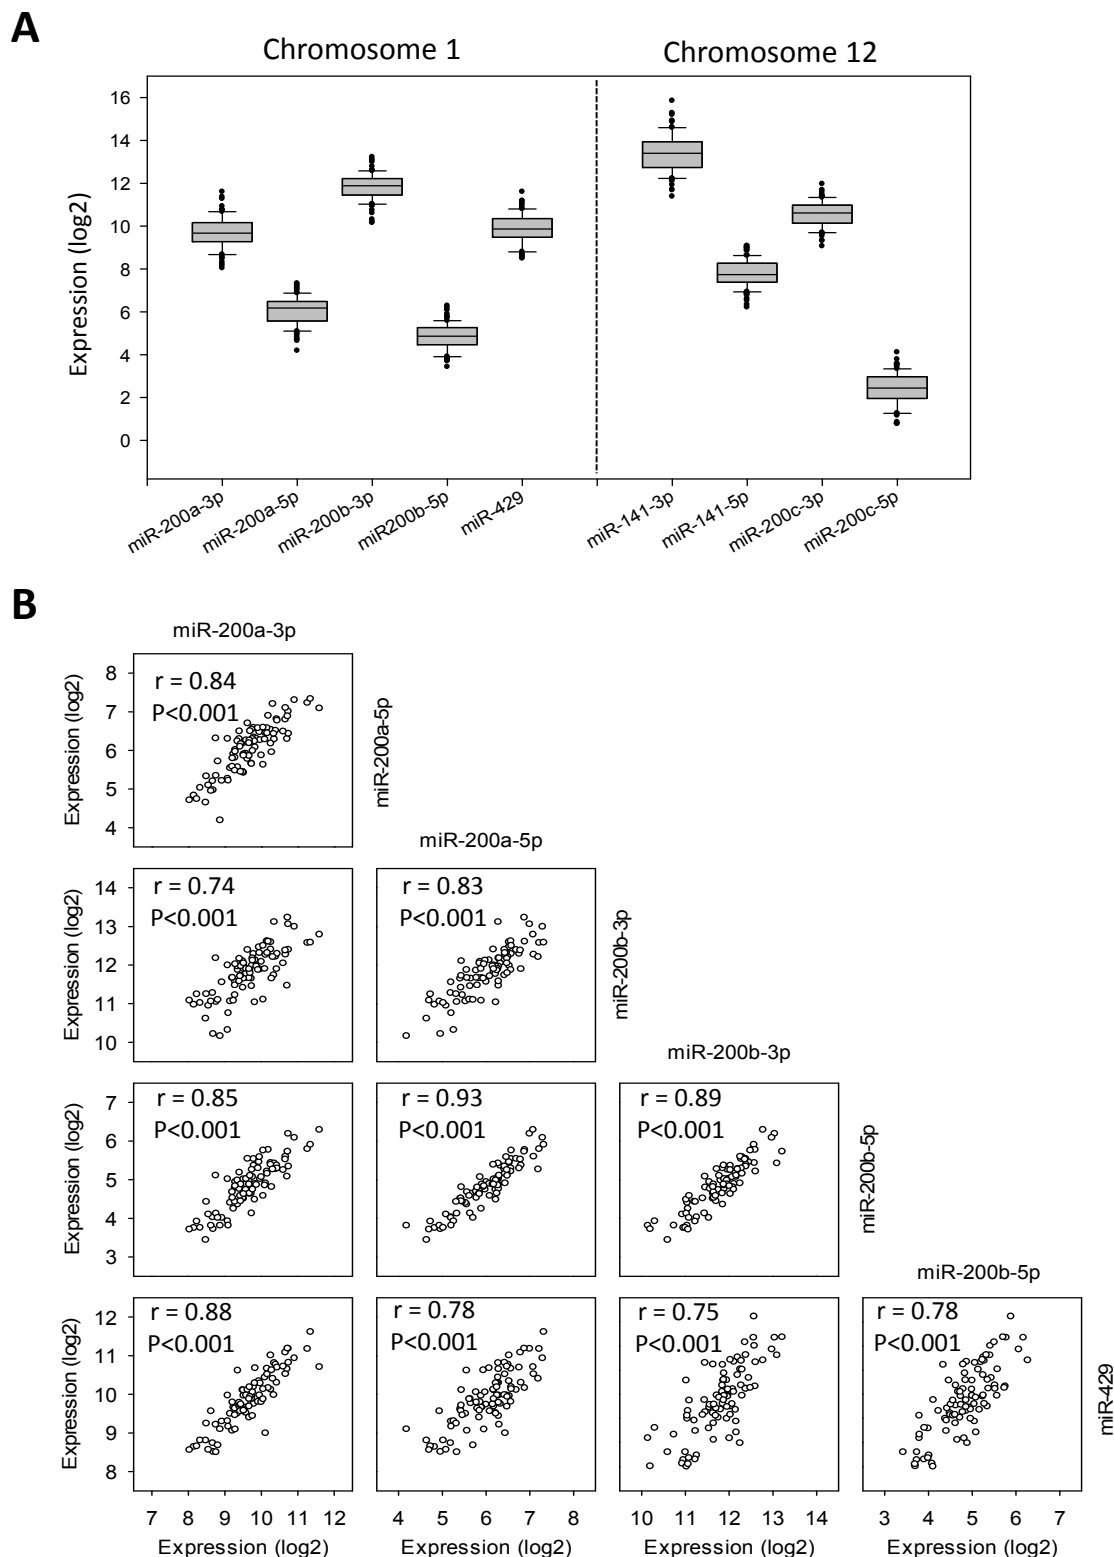 A
Chromosome 1
Chromosome 12
Expression (log2)
16
14
12
10
8
6
4
2
0
miR-200a-3p
miR-200a-5p
miR-200b-3p
miR200b-5p
miR-429
miR-141-3p
miR-141-5p
miR-200c-3p
miR-200c-5p
B
miR-200a-3p
Expression (log2)
8
7
6
5
4
r = 0.84
P<0.001
miR-200a-5p
miR-200a-5p
Expression (log2)
14
13
12
11
10
r = 0.74
P<0.001
r = 0.83
P<0.001
miR-200b-3p
miR-200b-3p
Expression (log2)
7
6
5
4
3
r = 0.85
P<0.001
r = 0.93
P<0.001
r = 0.89
P<0.001
miR-200b-5p
miR-200b-5p
Expression (log2)
12
11
10
9
8
r = 0.88
P<0.001
r = 0.78
P<0.001
r = 0.75
P<0.001
r = 0.78
P<0.001
miR-429
7 8 9 10 11 12
4 5 6 7 8
10 11 12 13 14
3 4 5 6 7
Expression (log2)
Expression (log2)
Expression (log2)
Expression (log2)